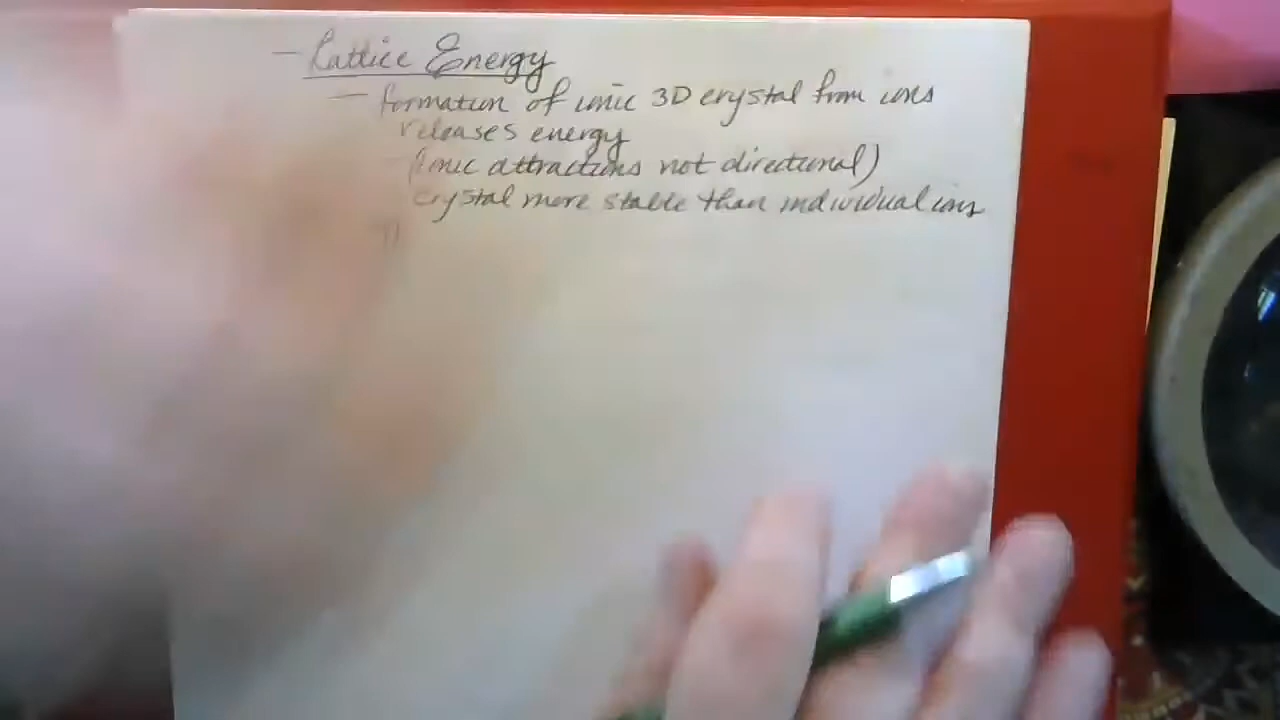 - Lattice Energy
- formation of ionic 3D crystal from ions
releases energy
(ionic attractions not directional)
crystal more stable than individual ions